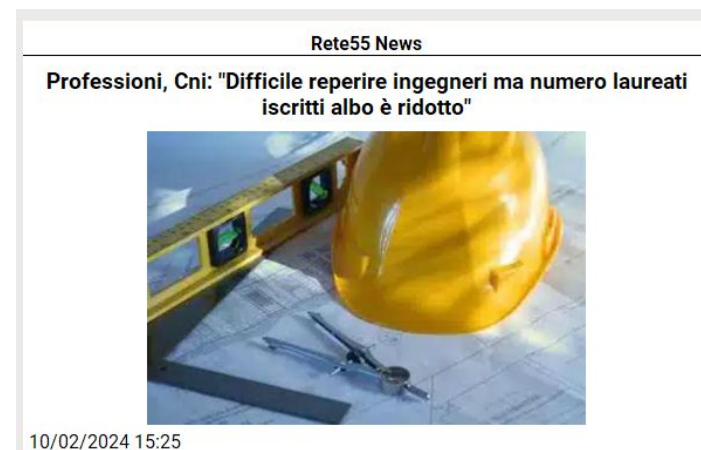 Rete55 News
Professioni, Cni: "Difficile reperire ingegneri ma numero laureati
iscritti albo è ridotto"
10/02/2024 15:25